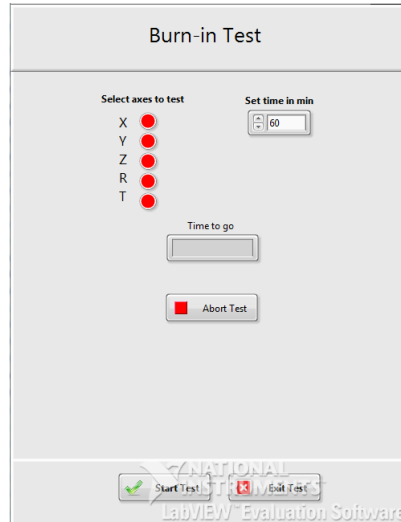 Burn-in Test
Select axes to test
Set time in min
X
60
Y
Z
R
T
Time to go
Abort Test
NATIONAL
INSTRUMENTS
Start Test
Exit Test
LabVIEW™ Evaluation Software